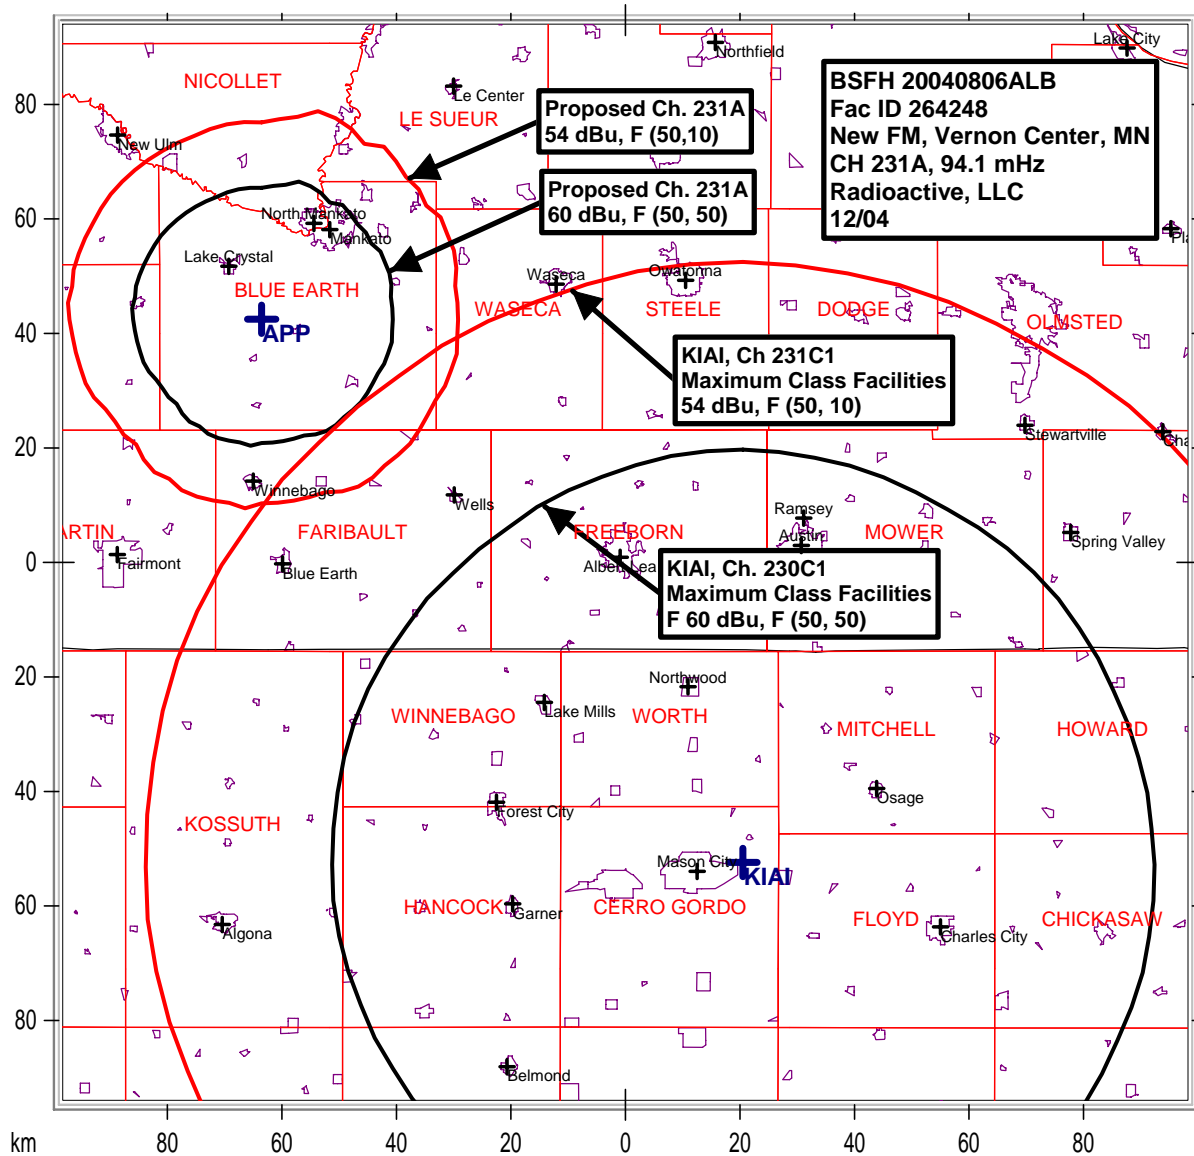 Lake City
Northfield
NICOLLET
Le Center
LE SUEUR
New Ulm
Proposed Ch. 231A
54 dBu, F (50,10)
BSFH 20040806ALB
Fac ID 264248
New FM, Vernon Center, MN
CH 231A, 94.1 mHz
Radioactive, LLC
12/04
Proposed Ch. 231A
60 dBu, F (50, 50)
North Mankato
Mankato
Lake Crystal
BLUE EARTH
APP
Waseca
WASECA
Owatonna
STEELE
DODGE
OLMSTED
KIAI, Ch 231C1
Maximum Class Facilities
54 dBu, F (50, 10)
Stewartville
Cha
Winnebago
Wells
ARTIN
Fairmont
FARIBAULT
Blue Earth
FREEBORN
Albert Lea
Ramsey
Austin
MOWER
Spring Valley
KIAI, Ch. 230C1
Maximum Class Facilities
F 60 dBu, F (50, 50)
WINNEBAGO
Lake Mills
Northwood
WORTH
MITCHELL
HOWARD
Osage
Forest City
KOSSUTH
Mason City
KIAI
HANCOCK
Garner
CERRO GORDO
FLOYD
Charles City
CHICKASAW
Algona
Belmond
80
60
40
20
0
20
40
60
80
km
80
60
40
20
0
20
40
60
80